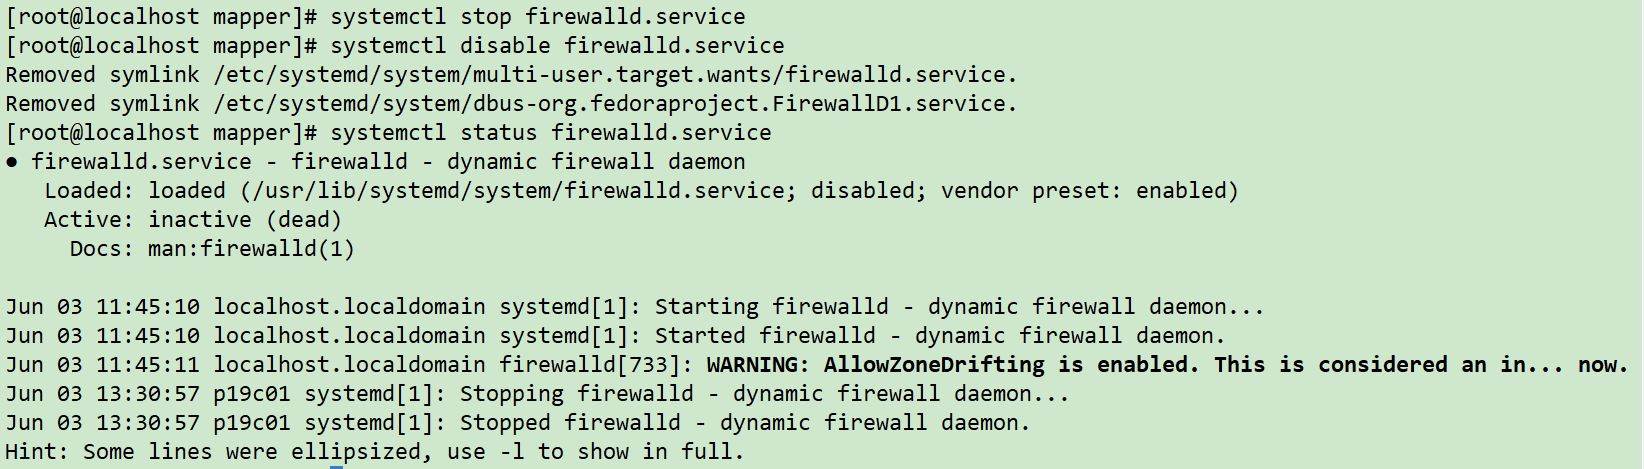 [root@localhost mapper]# systemctl stop firewalld.service
[root@localhost mapper]# systemctl disable firewalld.service
Removed symlink /etc/systemd/system/multi-user.target.wants/firewalld.service.
Removed symlink /etc/systemd/system/dbus-org.fedoraproject.FirewallD1.service.
[root@localhost mapper]# systemctl status firewalld.service
● firewalld.service - firewalld - dynamic firewall daemon
   Loaded: loaded (/usr/lib/systemd/system/firewalld.service; disabled; vendor preset: enabled)
   Active: inactive (dead)
     Docs: man:firewalld(1)

Jun 03 11:45:10 localhost.localdomain systemd[1]: Starting firewalld - dynamic firewall daemon...
Jun 03 11:45:10 localhost.localdomain systemd[1]: Started firewalld - dynamic firewall daemon.
Jun 03 11:45:11 localhost.localdomain firewalld[733]: WARNING: AllowZoneDrifting is enabled. This is considered an in... now.
Jun 03 13:30:57 p19c01 systemd[1]: Stopping firewalld - dynamic firewall daemon...
Jun 03 13:30:57 p19c01 systemd[1]: Stopped firewalld - dynamic firewall daemon.
Hint: Some lines were ellipsized, use -l to show in full.